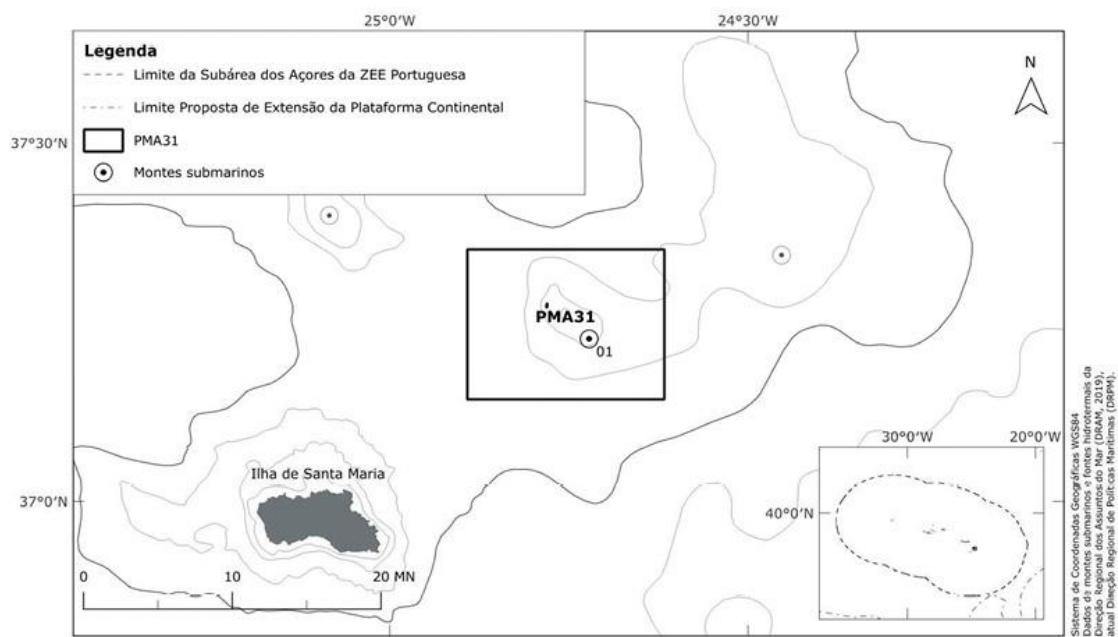 25°0'W
24°30'W
Legenda
Limite da Subárea dos Açores da ZEE Portuguesa
Limite Proposta de Extensão da Plataforma Continental
PMA31
Montes submarinos
N
37°30'N
PMA31
01
Ilha de Santa Maria
37°0'N
0
10
20 MN
30°0'W
20°0'W
40°0'N
Sistema de Coordenadas Geográficas WGS84
Dados de montes submarinos e fontes hidrotermais da
Direção Regional dos Assuntos do Mar (DRAM, 2019),
atual Direção Regional de Políticas Marítimas (DRPM).